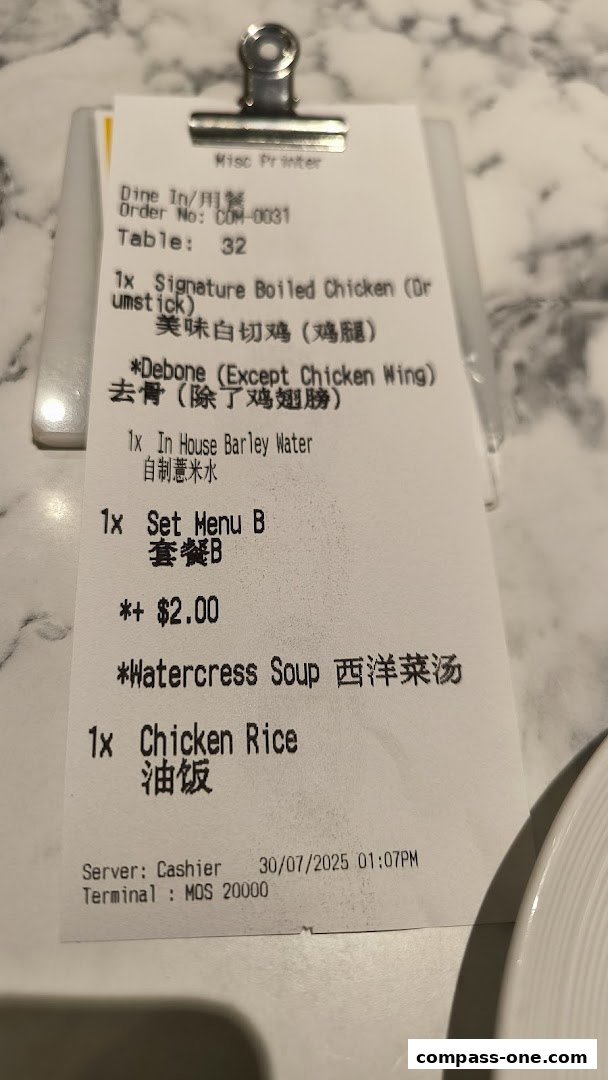 Misc Printer
Dine In/用餐
Order No: COM-0031
Table: 32
1x Signature Boiled Chicken (Dr
umstick)
美味白切鸡 (鸡腿)
*Debone (Except Chicken Wing)
去骨 (除了鸡翅膀)
1x In House Barley Water
自制薏米水
1x Set Menu B
套餐B
*+ $2.00
*Watercress Soup 西洋菜汤
1x Chicken Rice
油饭
Server: Cashier 30/07/2025 01:07PM
Terminal : MOS 20000
compass-one.com